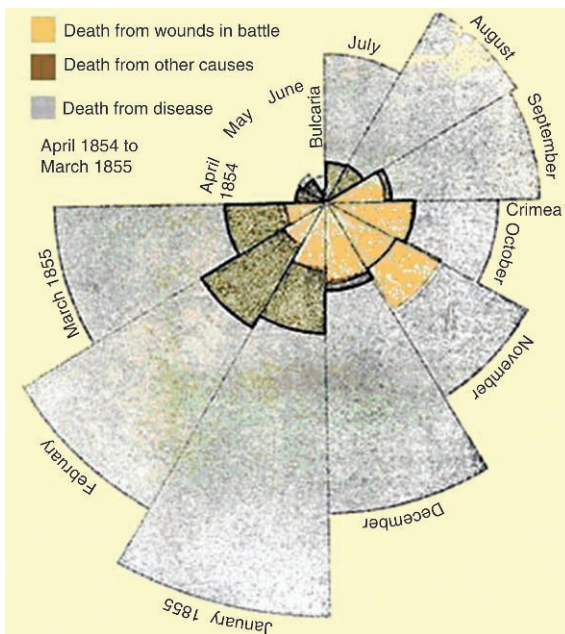 Death from wounds in battle
Death from other causes
Death from disease
April 1854 to
March 1855
April
1854
May
June
Bulcaria
July
August
September
Crimea
October
November
December
January 1855
February
March 1855